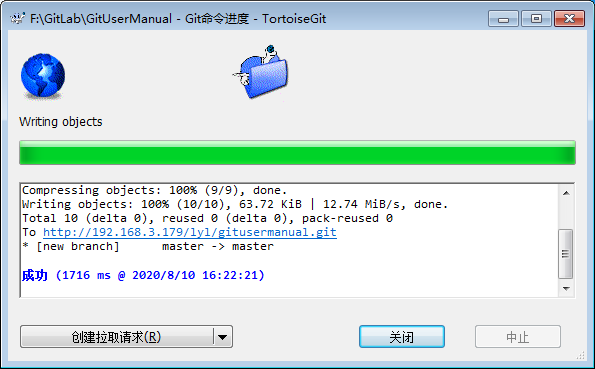 F:\GitLab\GitUserManual - Git命令进度 - TortoiseGit
Writing objects
Compressing objects: 100% (9/9), done.
Writing objects: 100% (10/10), 63.72 KiB | 12.74 MiB/s, done.
Total 10 (delta 0), reused 0 (delta 0), pack-reused 0
To http://192.168.3.179/lyl/gitusermanual.git
* [new branch]      master -> master
成功 (1716 ms @ 2020/8/10 16:22:21)
创建拉取请求(R) 关闭 中止